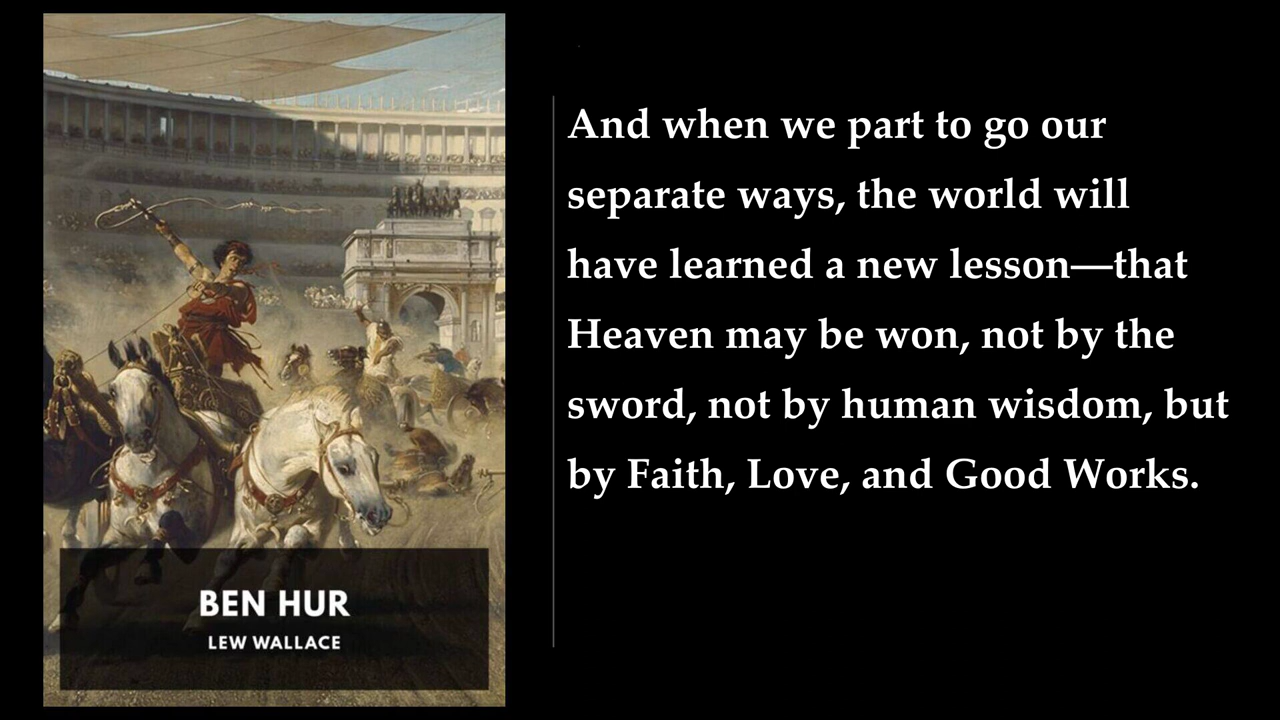 BEN HUR
LEW WALLACE
And when we part to go our
separate ways, the world will
have learned a new lesson—that
Heaven may be won, not by the
sword, not by human wisdom, but
by Faith, Love, and Good Works.